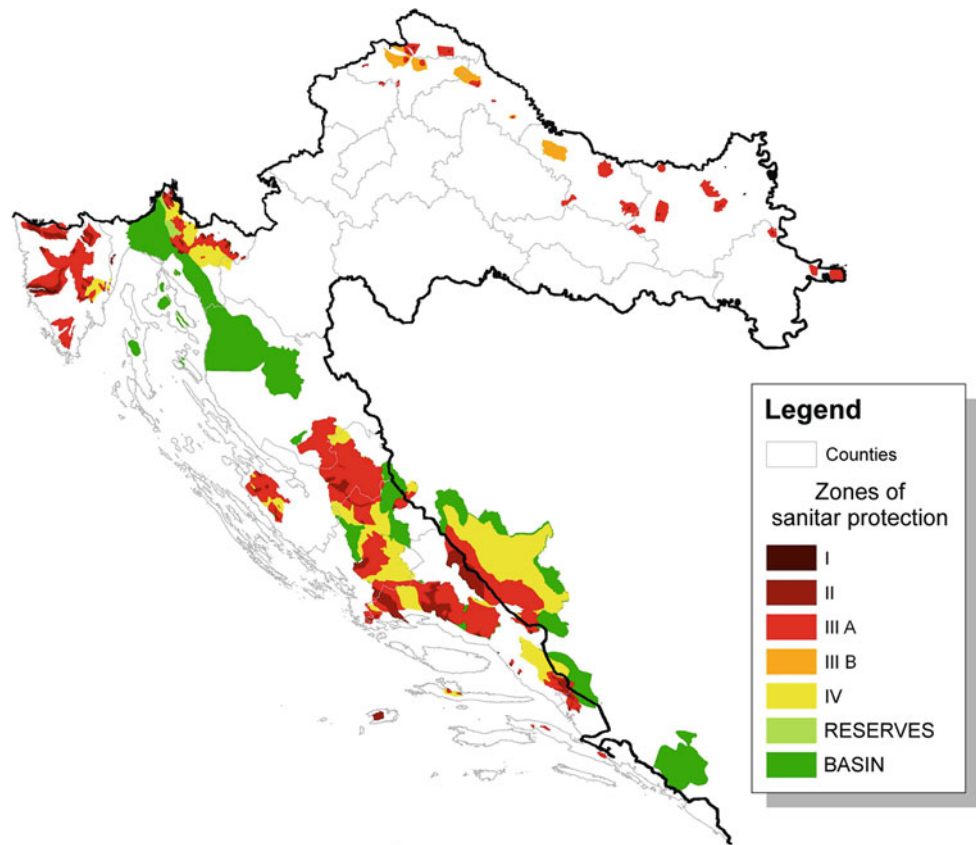 Legend
Counties
Zones of
sanitar protection
I
II
III A
III B
IV
RESERVES
BASIN